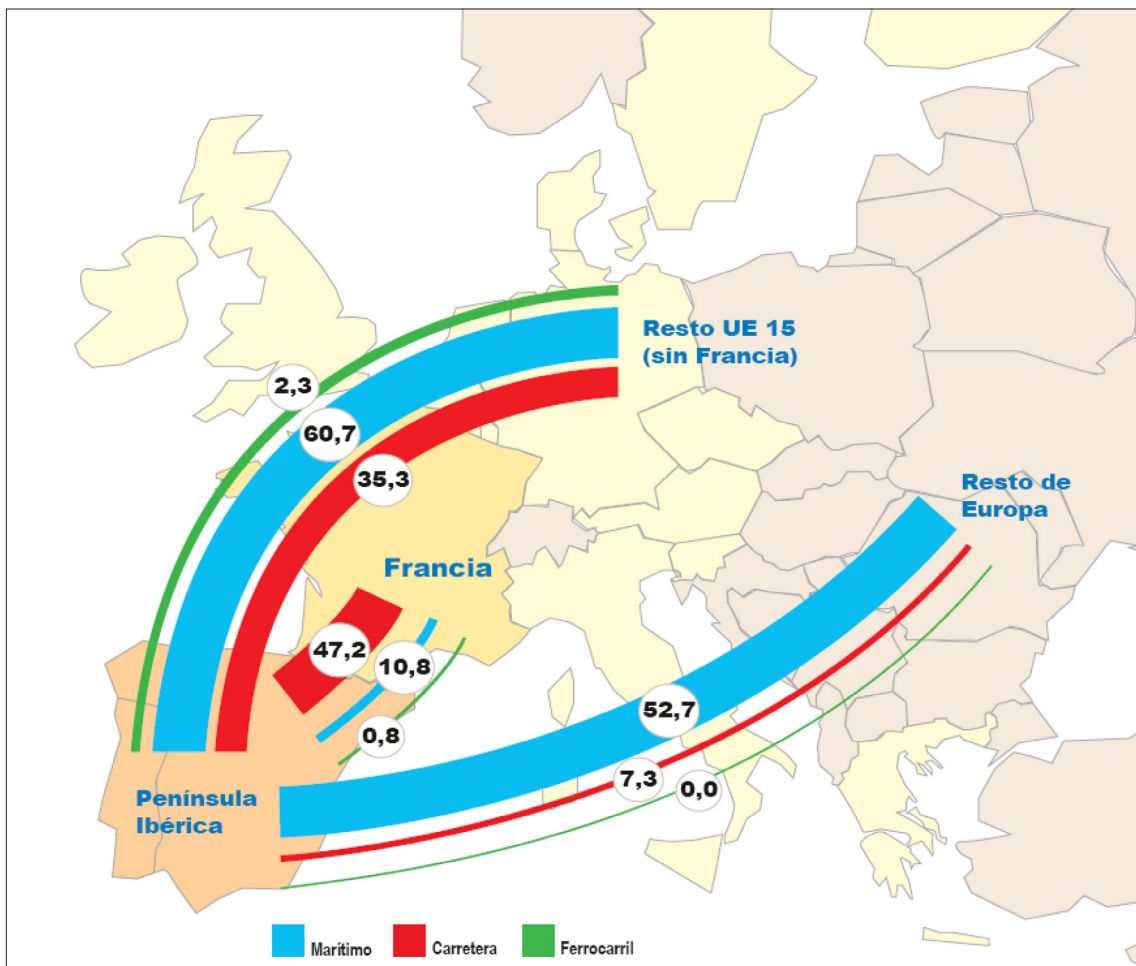 Resto UE 15
(sin Francia)
2,3
60,7
35,3
Resto de
Europa
Francia
47,2
10,8
0,8
52,7
7,3
0,0
Península
Ibérica
Marítimo
Carretera
Ferrocarril